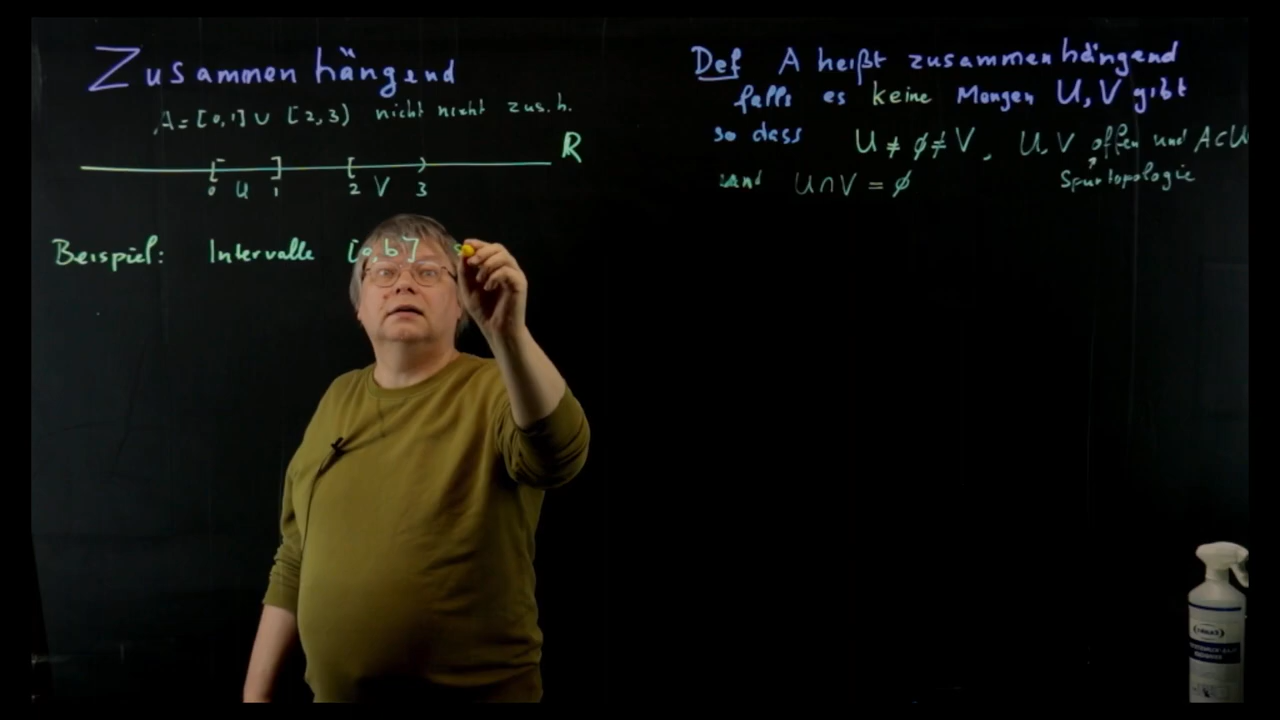 Zusammenhängend
A = [0,1] ∪ [2,3) nicht nicht zus.h.
[ ] [ ) ℝ
0 U 1 2 V 3
Beispiel: Intervalle [a,b] s
Def A heißt zusammenhängend
falls es keine Mengen U, V gibt
so dass U ≠ ∅ ≠ V, U, V offen und A ⊂ U
und U ∩ V = ∅
Spurtopologie